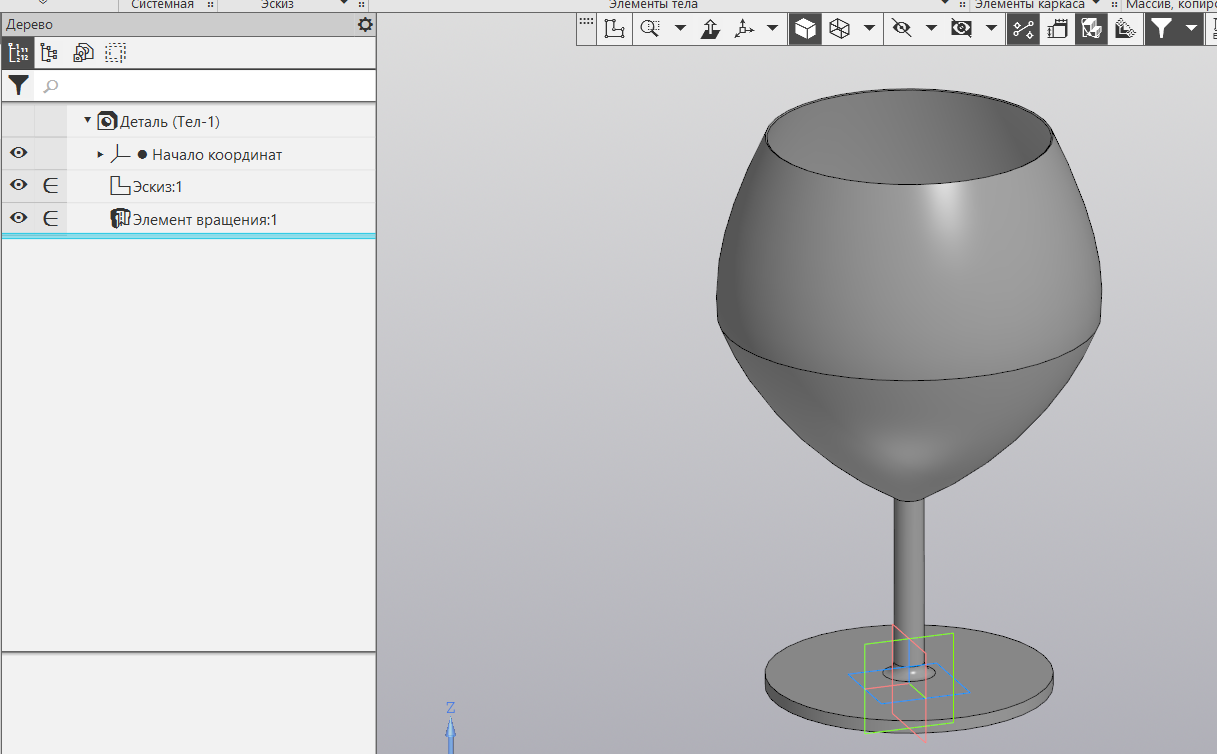 Системная
Эскиз
Элементы тела
Элементы каркаса
Массив, копиро
Дерево
Деталь (Тел-1)
Начало координат
Эскиз:1
Элемент вращения:1
Z